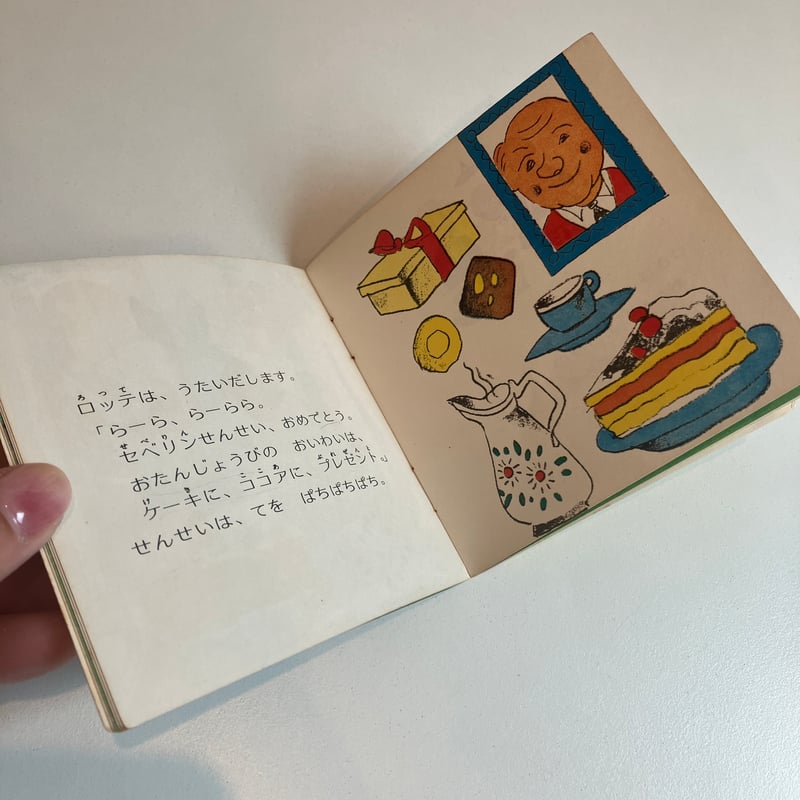 ロッテは、うたいだします。
「らーら、らーらら。
セベリンせんせい、おめでとう。
おたんじょうびの　おいわいは、
ケーキに、ココアに、プレゼント。」
せんせいは、てを　ぱちぱちぱち。